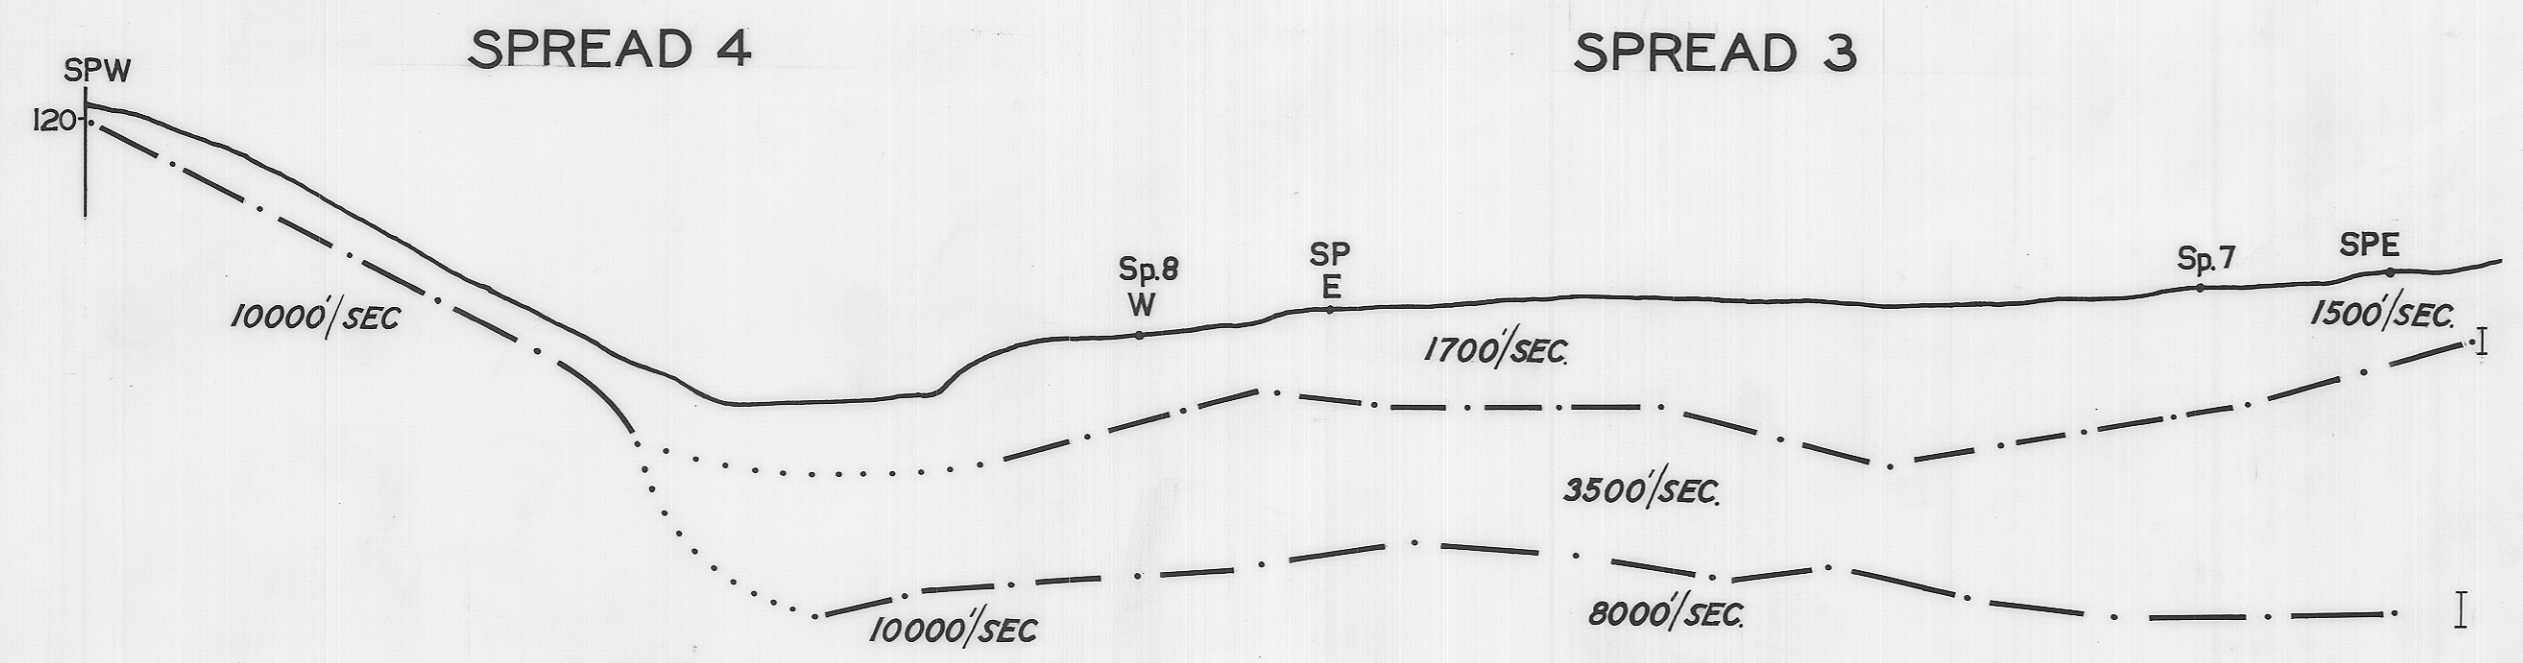 SPREAD 4
SPREAD 3
SPW
120
SP
E
Sp.8
W
Sp.7
SPE
10000'/SEC
1700'/SEC.
1500'/SEC.
3500'/SEC.
10000'/SEC
8000'/SEC.